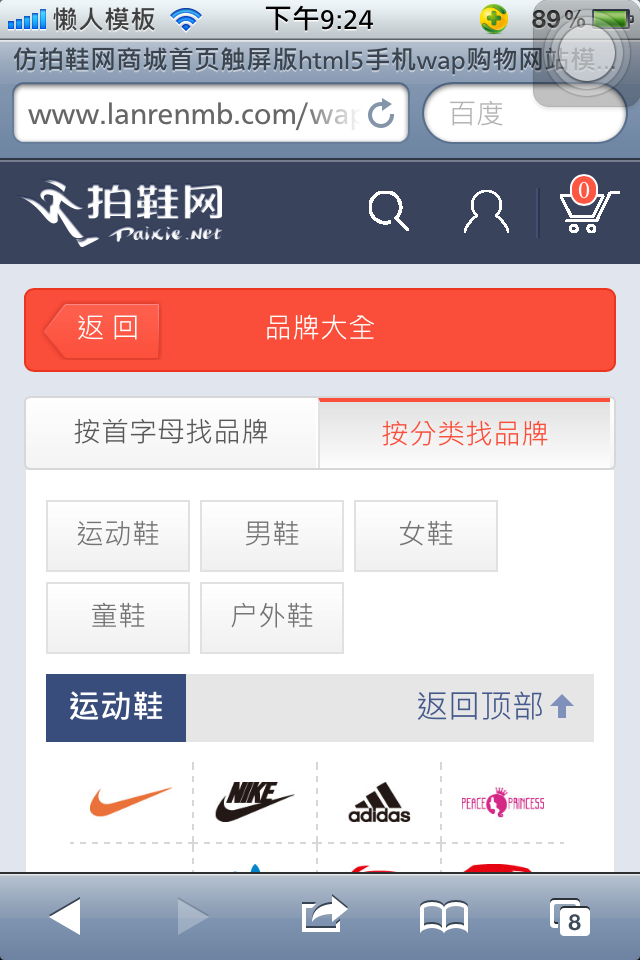 懒人模板 下午9:24 89%
仿拍鞋网商城首页触屏版html5手机wap购物网站模...
www.lanrenmb.com/wap 百度
拍鞋网 0
Paixie.Net
返 回 品牌大全
按首字母找品牌 按分类找品牌
运动鞋 男鞋 女鞋
童鞋 户外鞋
运动鞋 返回顶部
NIKE adidas PEACE PRINCESS
8